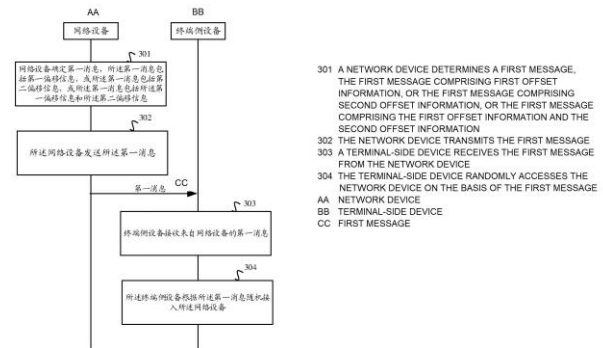 AA
BB
网络设备
终端侧设备
301
网络设备确定第一消息，所述第一消息包
括第一偏移信息，或所述第一消息包括第
二偏移信息，或所述第一消息包括所述第
一偏移信息和所述第二偏移信息
302
所述网络设备发送所述第一消息
第一消息
CC
303
终端侧设备接收来自网络设备的第一消息
304
所述终端侧设备根据所述第一消息随机接
入所述网络设备
301 A NETWORK DEVICE DETERMINES A FIRST MESSAGE,
THE FIRST MESSAGE COMPRISING FIRST OFFSET
INFORMATION, OR THE FIRST MESSAGE COMPRISING
SECOND OFFSET INFORMATION, OR THE FIRST MESSAGE
COMPRISING THE FIRST OFFSET INFORMATION AND THE
SECOND OFFSET INFORMATION
302 THE NETWORK DEVICE TRANSMITS THE FIRST MESSAGE
303 A TERMINAL-SIDE DEVICE RECEIVES THE FIRST MESSAGE
FROM THE NETWORK DEVICE
304 THE TERMINAL-SIDE DEVICE RANDOMLY ACCESSES THE
NETWORK DEVICE ON THE BASIS OF THE FIRST MESSAGE
AA NETWORK DEVICE
BB TERMINAL-SIDE DEVICE
CC FIRST MESSAGE